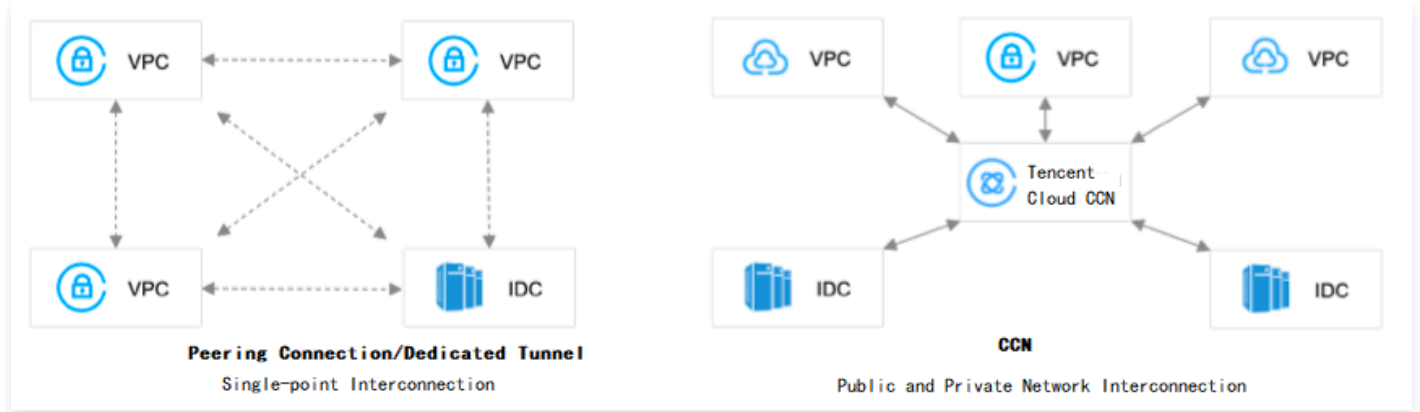 VPC
VPC
VPC
IDC
Peering Connection/Dedicated Tunnel
Single-point Interconnection
VPC
VPC
VPC
Tencent
Cloud CCN
IDC
IDC
CCN
Public and Private Network Interconnection